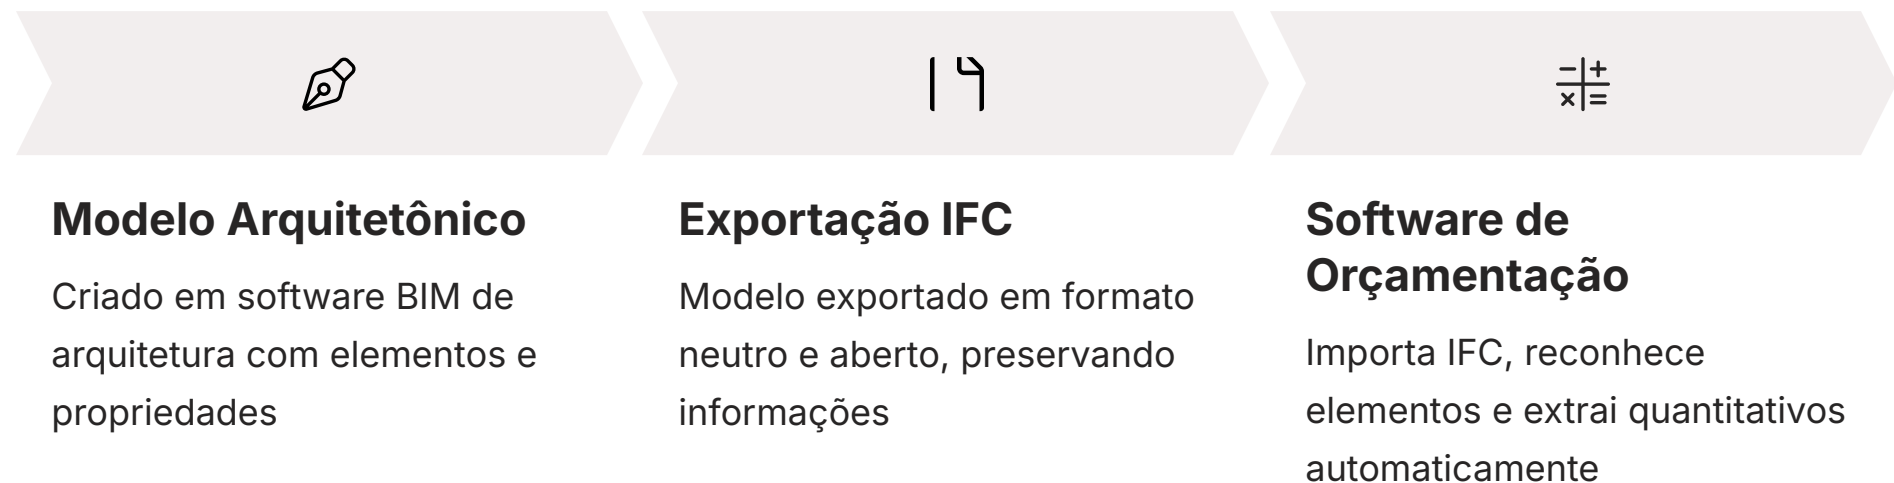 Modelo Arquitetônico
Criado em software BIM de
arquitetura com elementos e
propriedades
Exportação IFC
Modelo exportado em formato
neutro e aberto, preservando
informações
Software de
Orçamentação
Importa IFC, reconhece
elementos e extrai quantitativos
automaticamente